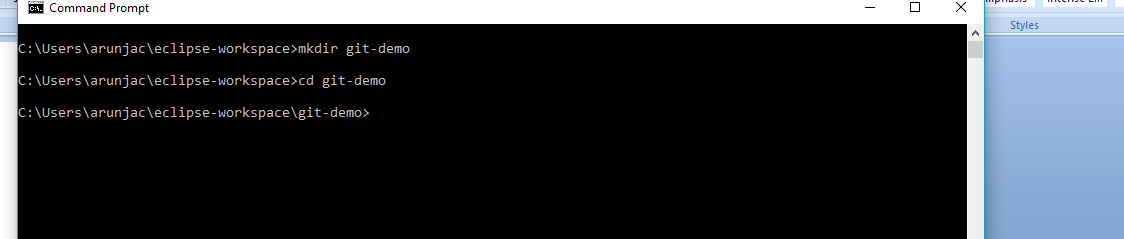 Command Prompt
Styles
C:\Users\arunjac\eclipse-workspace>mkdir git-demo
C:\Users\arunjac\eclipse-workspace>cd git-demo
C:\Users\arunjac\eclipse-workspace\git-demo>